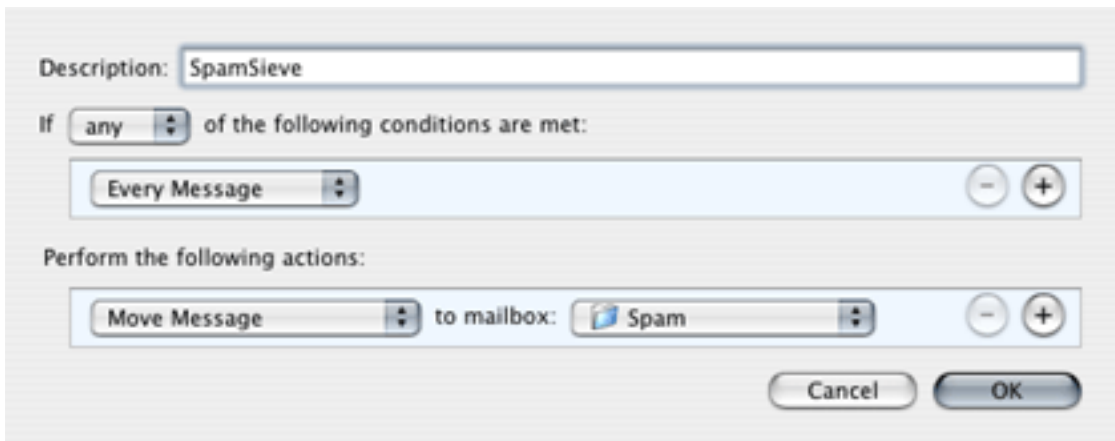 Description: SpamSieve
If any of the following conditions are met:
Every Message
Perform the following actions:
Move Message to mailbox: Spam
Cancel OK